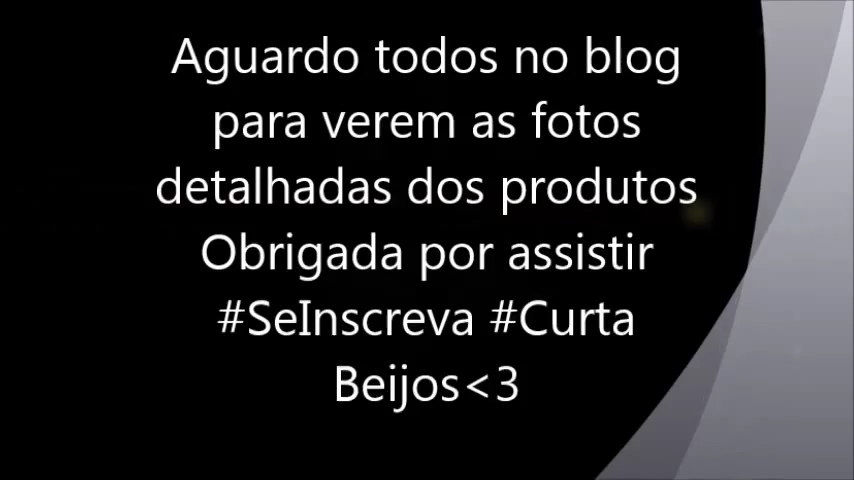 Aguardo todos no blog
para verem as fotos
detalhadas dos produtos
Obrigada por assistir
#SeInscreva #Curta
Beijos<3